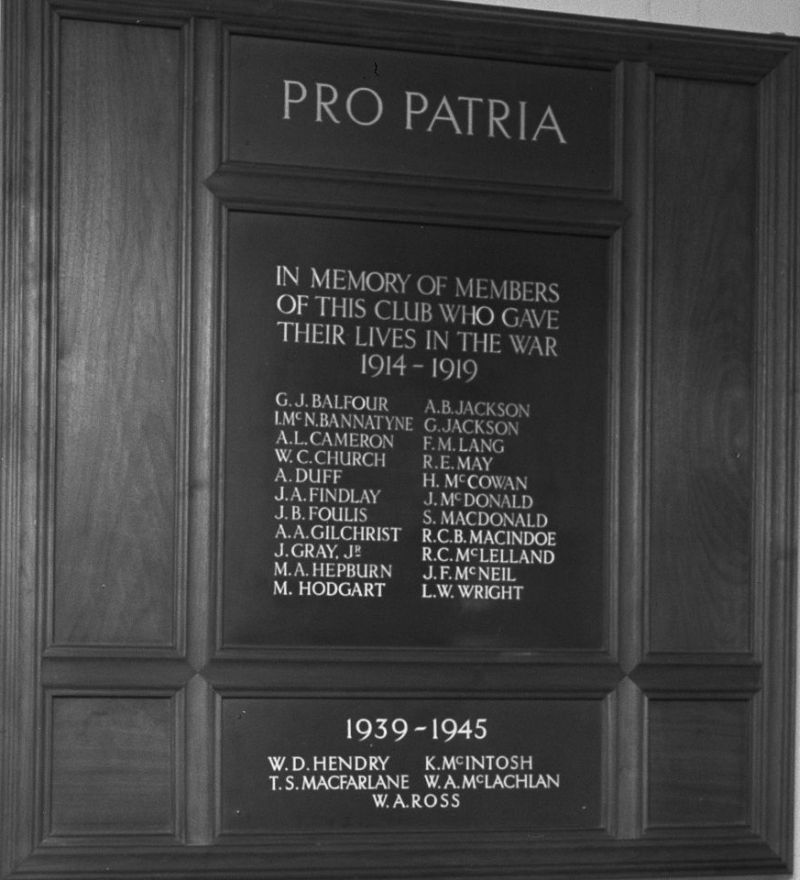 PRO PATRIA
IN MEMORY OF MEMBERS
OF THIS CLUB WHO GAVE
THEIR LIVES IN THE WAR
1914 - 1919
G. J. BALFOUR
I. McN. BANNATYNE
A. L. CAMERON
W. C. CHURCH
A. DUFF
J. A. FINDLAY
J. B. FOULIS
A. A. GILCHRIST
J. GRAY, Jr
M. A. HEPBURN
M. HODGART
A. B. JACKSON
G. JACKSON
F. M. LANG
R. E. MAY
H. McCOWAN
J. McDONALD
S. MACDONALD
R. C. B. MACINDOE
R. C. McLELLAND
J. F. McNEIL
L. W. WRIGHT
1939 - 1945
W. D. HENDRY K. McINTOSH
T. S. MACFARLANE W. A. McLACHLAN
W. A. ROSS